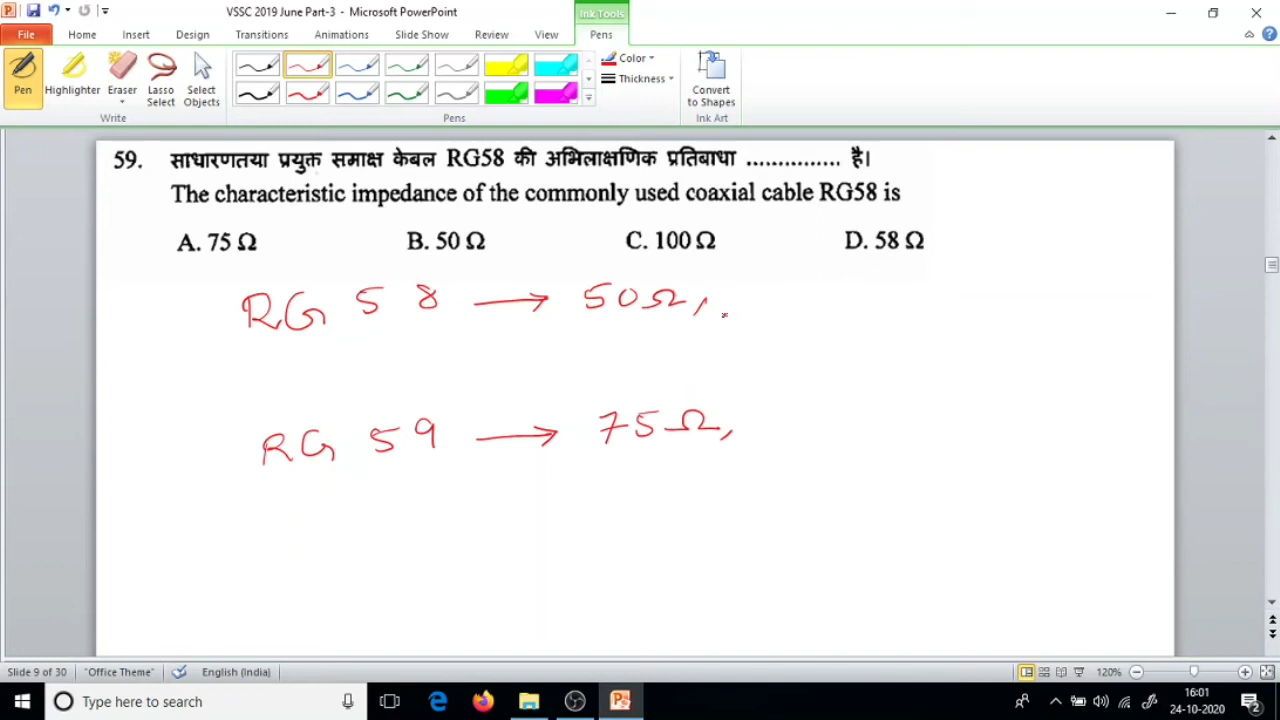 VSSC 2019 June Part-3 - Microsoft PowerPoint
Ink Tools
File Home Insert Design Transitions Animations Slide Show Review View Pens
Pen Highlighter Eraser Lasso Select Select Objects Color Thickness Convert to Shapes
Write Pens Ink Art
59. साधारणतया प्रयुक्त समाक्ष केबल RG58 की अभिलाक्षणिक प्रतिबाधा ............... है।
The characteristic impedance of the commonly used coaxial cable RG58 is
A. 75 Ω B. 50 Ω C. 100 Ω D. 58 Ω
RG 58 → 50Ω,
RG 59 → 75Ω,
Slide 9 of 30 "Office Theme" English (India) 120%
Type here to search
16:01
24-10-2020
2